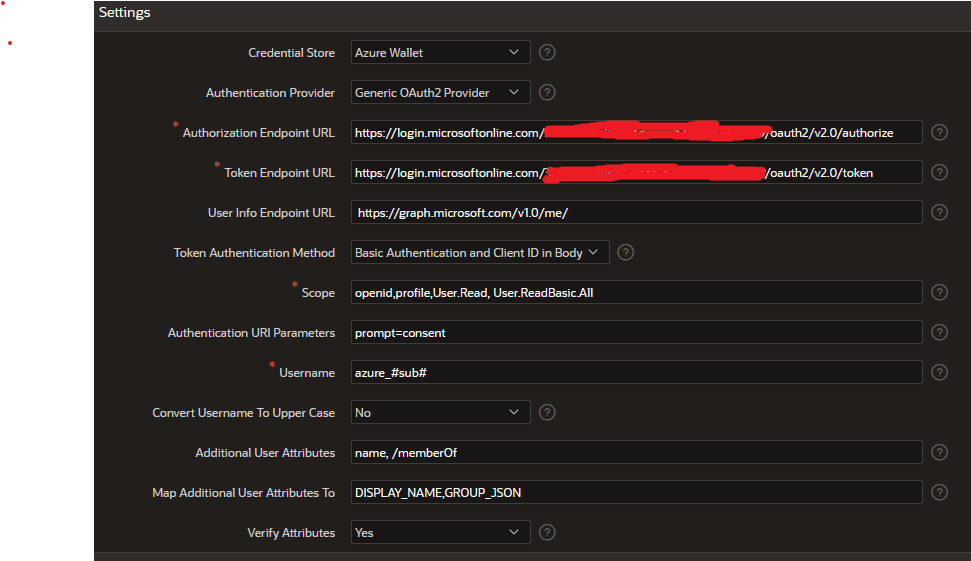 Settings
Credential Store Azure Wallet
Authentication Provider Generic OAuth2 Provider
* Authorization Endpoint URL https://login.microsoftonline.com/ /oauth2/v2.0/authorize
* Token Endpoint URL https://login.microsoftonline.com/ /oauth2/v2.0/token
User Info Endpoint URL https://graph.microsoft.com/v1.0/me/
Token Authentication Method Basic Authentication and Client ID in Body
* Scope openid,profile,User.Read, User.ReadBasic.All
Authentication URI Parameters prompt=consent
* Username azure_#sub#
Convert Username To Upper Case No
Additional User Attributes name, /memberOf
Map Additional User Attributes To DISPLAY_NAME,GROUP_JSON
Verify Attributes Yes